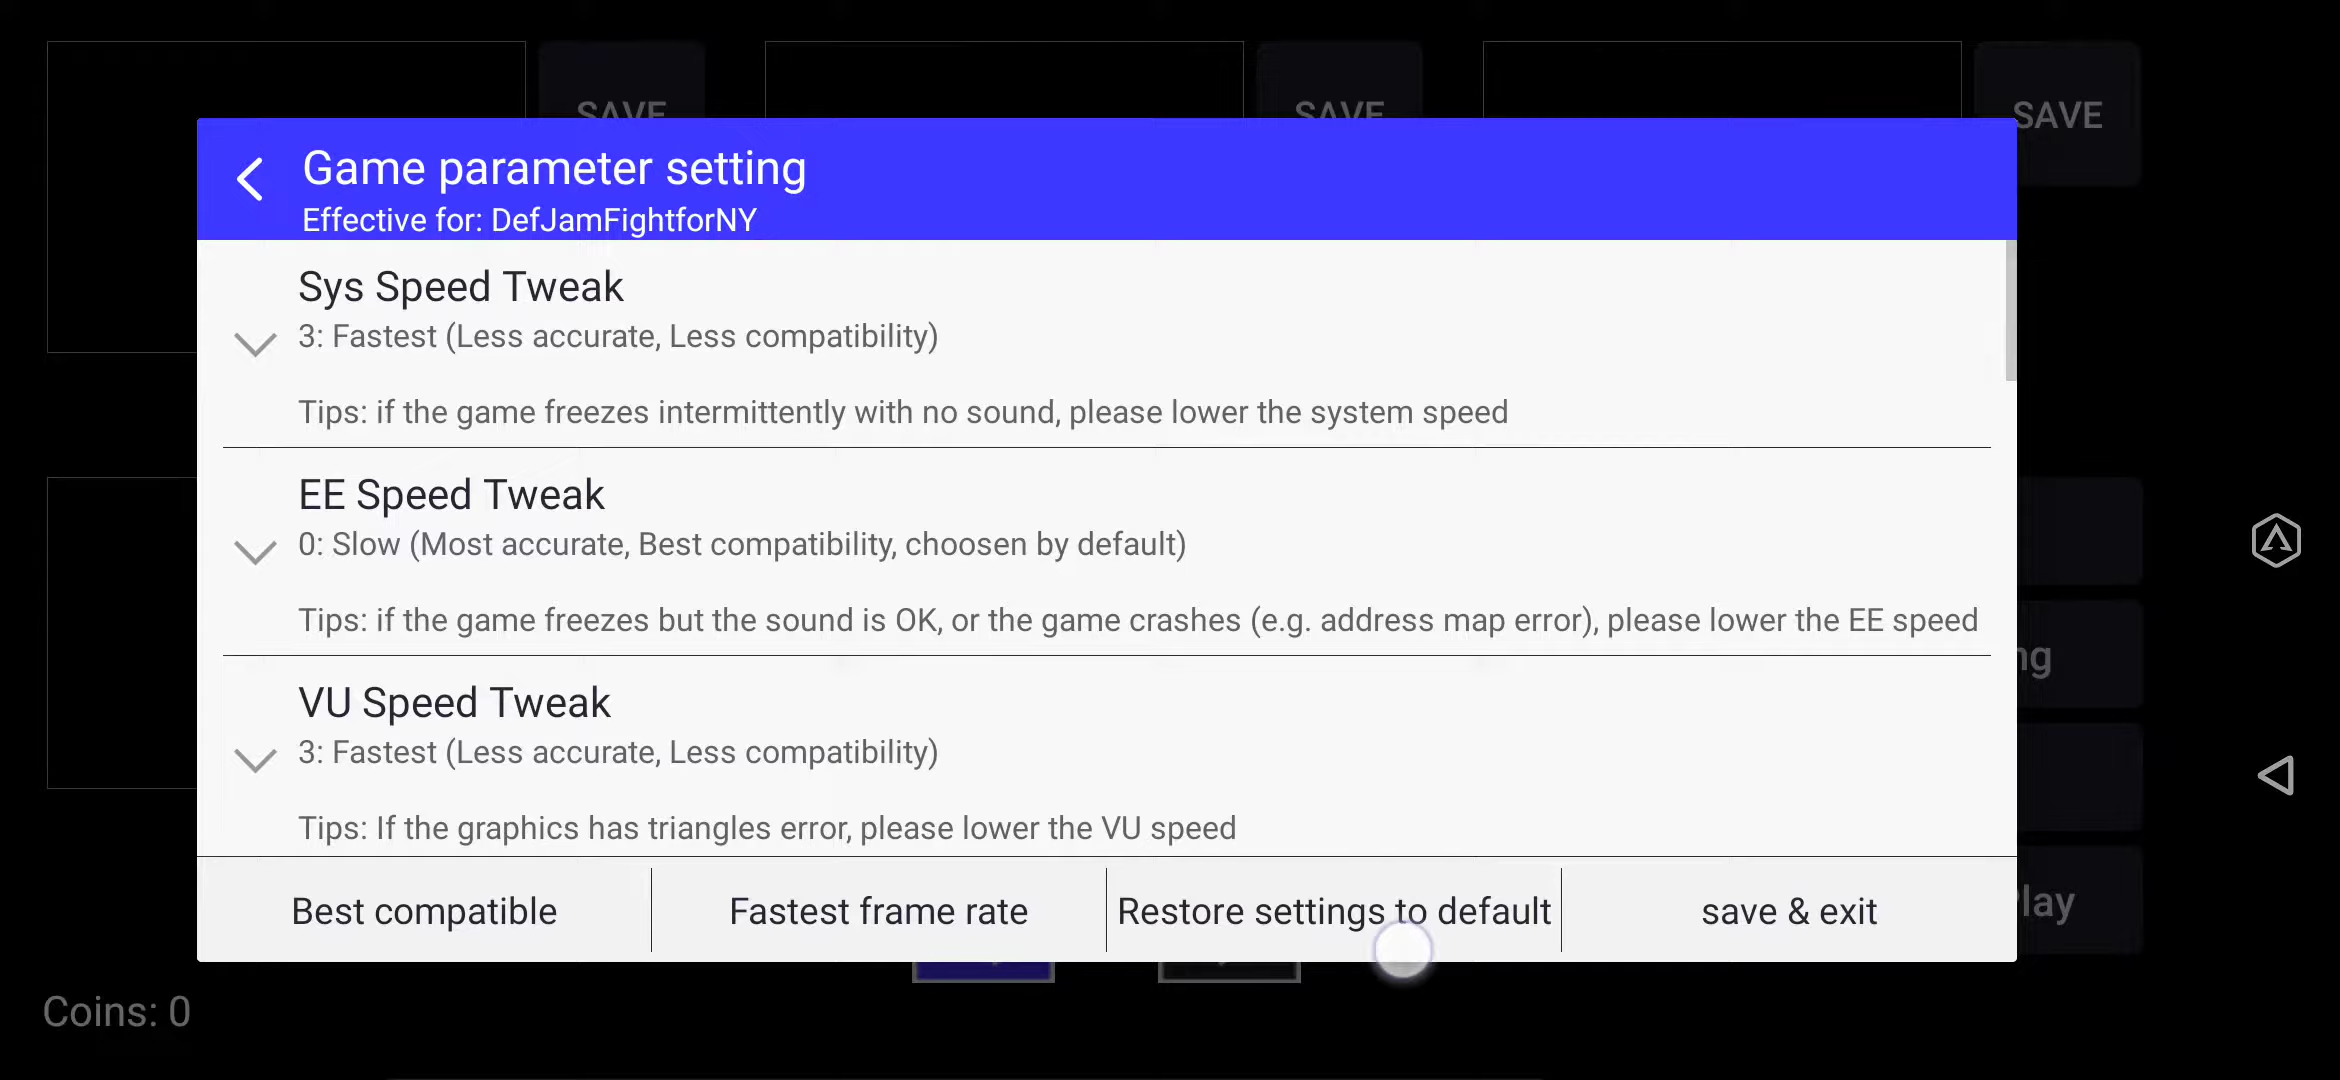 SAVE
SAVE
SAVE
Game parameter setting
Effective for: DefJamFightforNY
Sys Speed Tweak
3: Fastest (Less accurate, Less compatibility)
Tips: if the game freezes intermittently with no sound, please lower the system speed
EE Speed Tweak
0: Slow (Most accurate, Best compatibility, choosen by default)
Tips: if the game freezes but the sound is OK, or the game crashes (e.g. address map error), please lower the EE speed
VU Speed Tweak
3: Fastest (Less accurate, Less compatibility)
Tips: If the graphics has triangles error, please lower the VU speed
Best compatible
Fastest frame rate
Restore settings to default
save & exit
Coins: 0